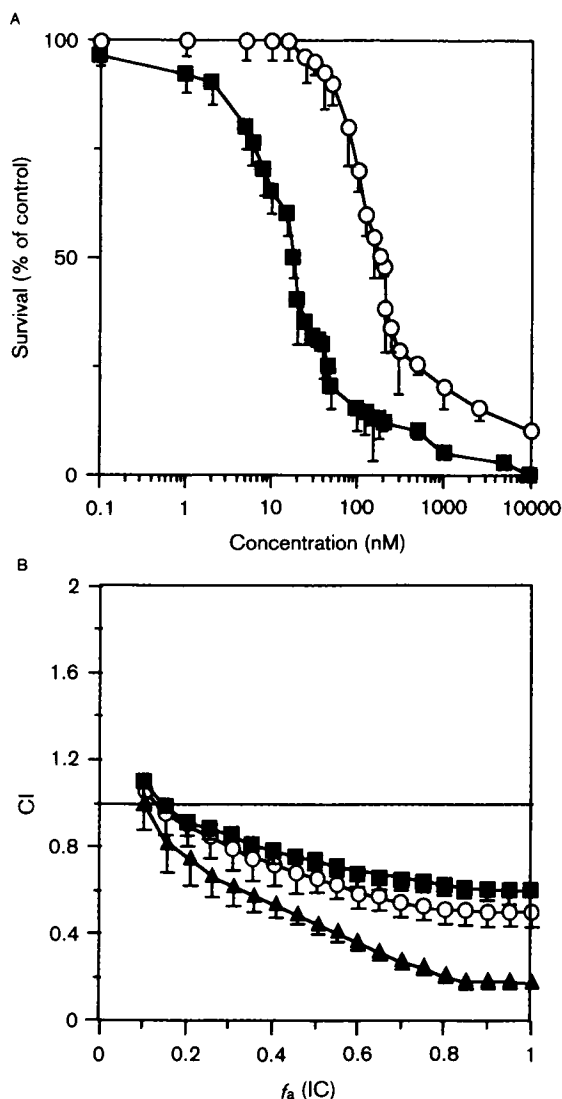 A
100
50
0
Survival (% of control)
0.1 1 10 100 1000 10000
Concentration (nM)
B
2
1.6
1.2
0.8
0.4
0
CI
0 0.2 0.4 0.6 0.8 1
fa (IC)